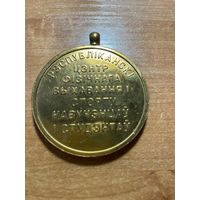 РЭСПУБЛІКАНСКІ
ЦЭНТР
ФІЗІЧНАГА
ВЫХАВАННЯ І
СПОРТУ
НАВУЧЭНЦАЎ
І СТУДЭНТАЎ